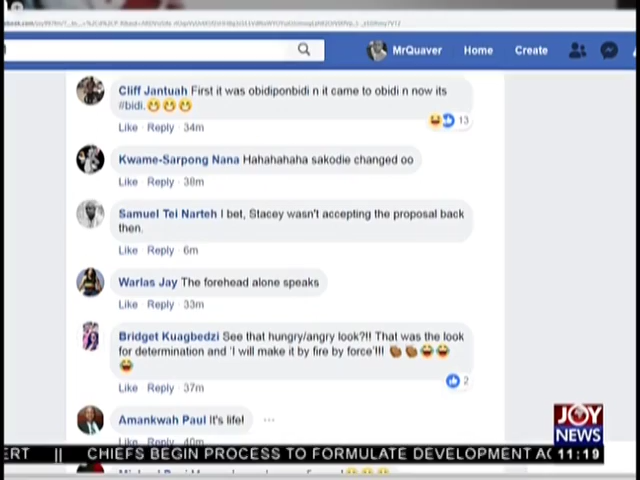 MrQuaver Home Create
Cliff Jantuah First it was obidiponbidi n it came to obidi n now its
#bidi.😁😁😁
13
Like · Reply · 34m
Kwame-Sarpong Nana Hahahahaha sakodie changed oo
Like · Reply · 38m
Samuel Tei Narteh I bet, Stacey wasn't accepting the proposal back
then.
Like · Reply · 6m
Warlas Jay The forehead alone speaks
Like · Reply · 33m
Bridget Kuagbedzi See that hungry/angry look?!! That was the look
for determination and 'I will make it by fire by force'!!! 👏🏾👏🏾😂😂
😂
2
Like · Reply · 37m
Amankwah Paul It's life! ...
Like · Reply · 40m
JOY
NEWS
ERT || CHIEFS BEGIN PROCESS TO FORMULATE DEVELOPMENT 11:19